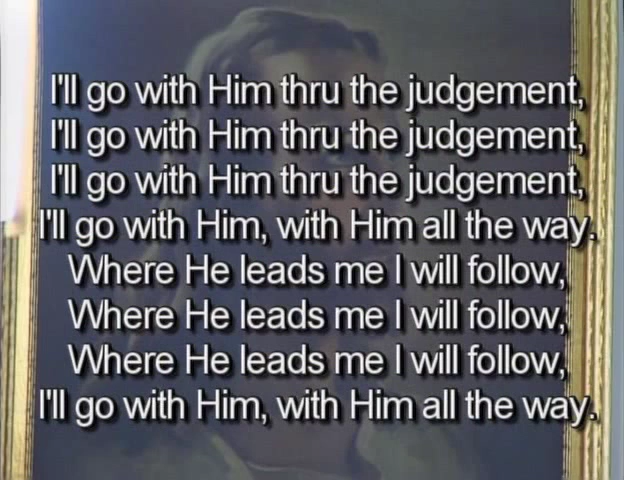 I'll go with Him thru the judgement,
I'll go with Him thru the judgement,
I'll go with Him thru the judgement,
I'll go with Him, with Him all the way.
Where He leads me I will follow,
Where He leads me I will follow,
Where He leads me I will follow,
I'll go with Him, with Him all the way.